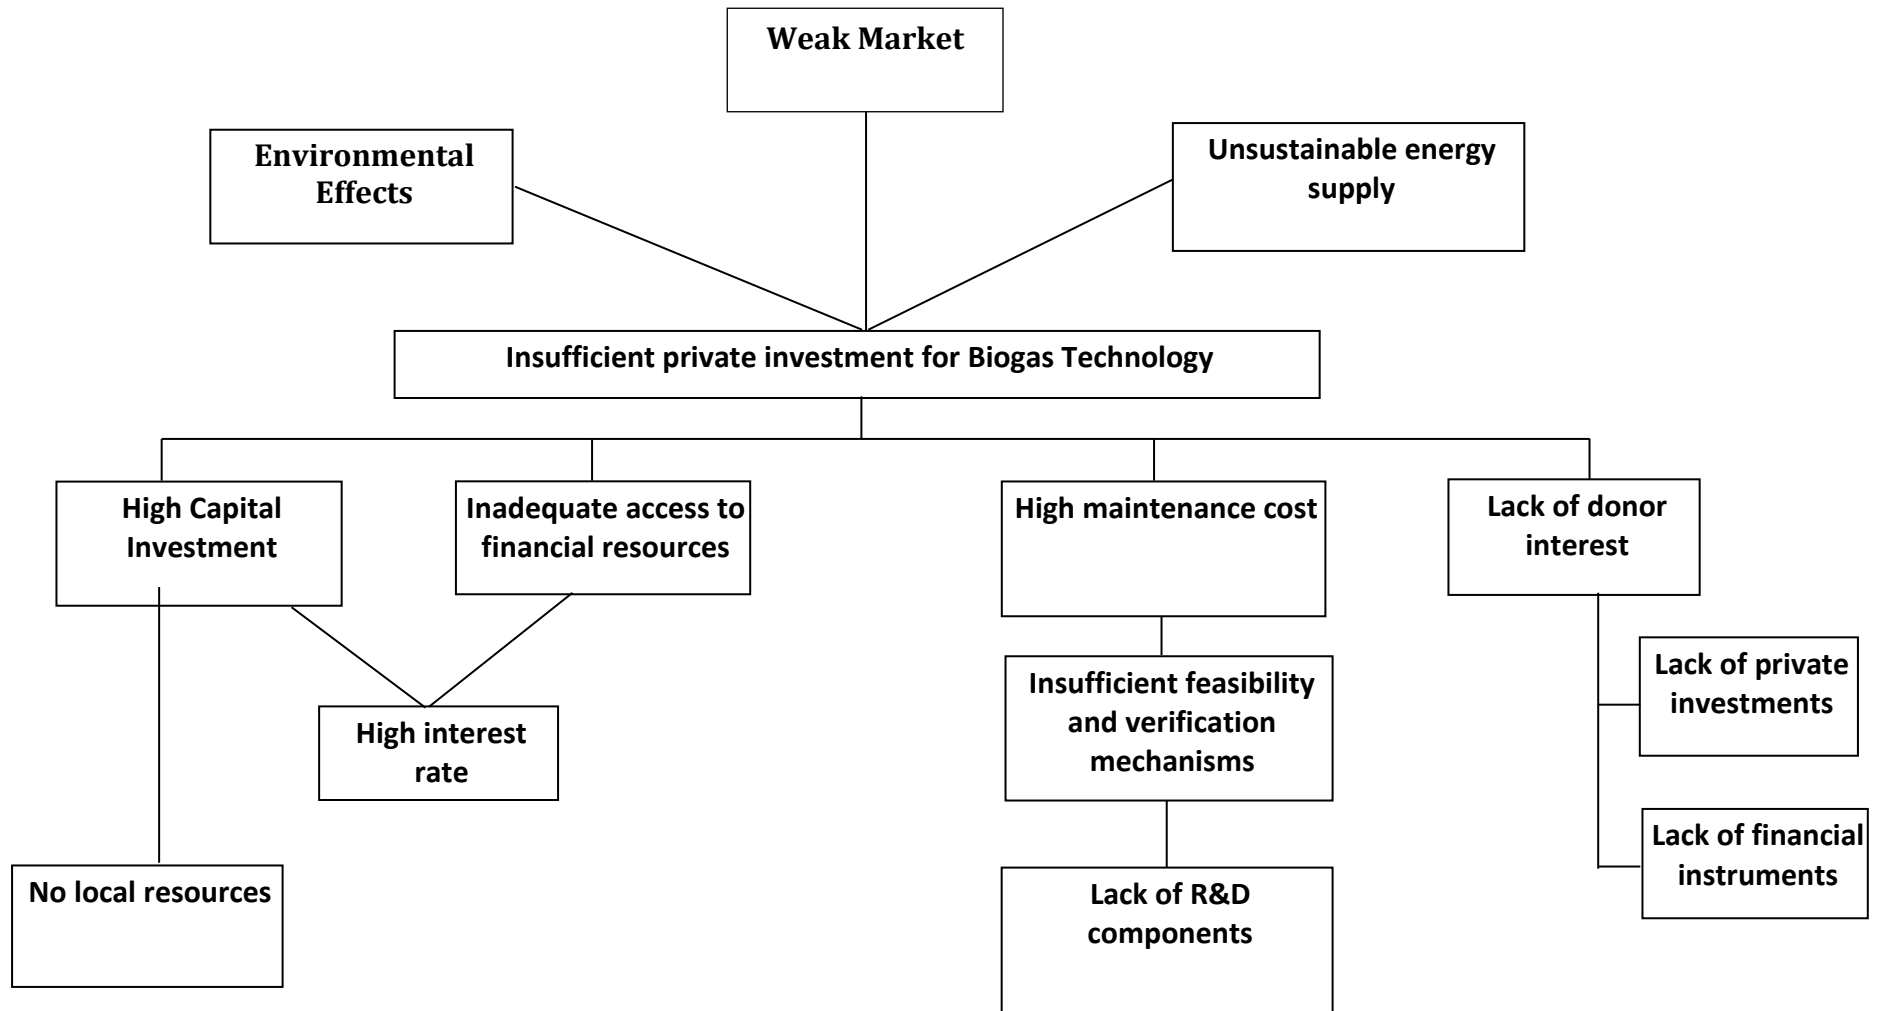 Weak Market
Environmental
Effects
Unsustainable energy
supply
Insufficient private investment for Biogas Technology
High Capital
Investment
Inadequate access to
financial resources
High maintenance cost
Lack of donor
interest
Lack of private
investments
Insufficient feasibility
and verification
mechanisms
High interest
rate
Lack of financial
instruments
No local resources
Lack of R&D
components